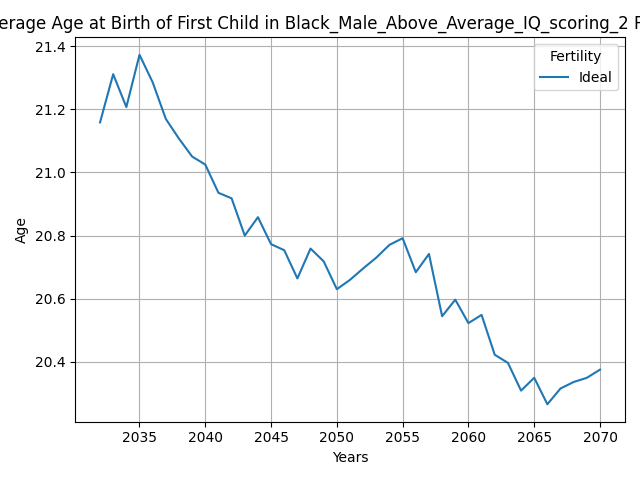 erage Age at Birth of First Child in Black_Male_Above_Average_IQ_scoring_2
Fertility
Ideal
21.4
21.2
21.0
20.8
20.6
20.4
Age
2035 2040 2045 2050 2055 2060 2065 2070
Years